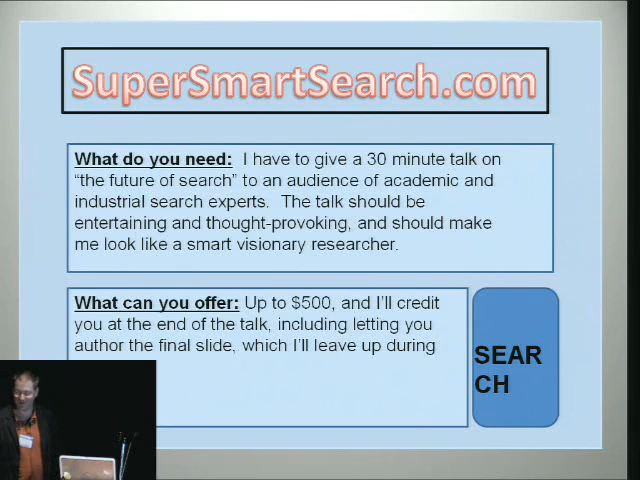 SuperSmartSearch.com
What do you need: I have to give a 30 minute talk on
“the future of search” to an audience of academic and
industrial search experts. The talk should be
entertaining and thought-provoking, and should make
me look like a smart visionary researcher.
What can you offer: Up to $500, and I’ll credit
you at the end of the talk, including letting you
author the final slide, which I’ll leave up during
SEAR
CH